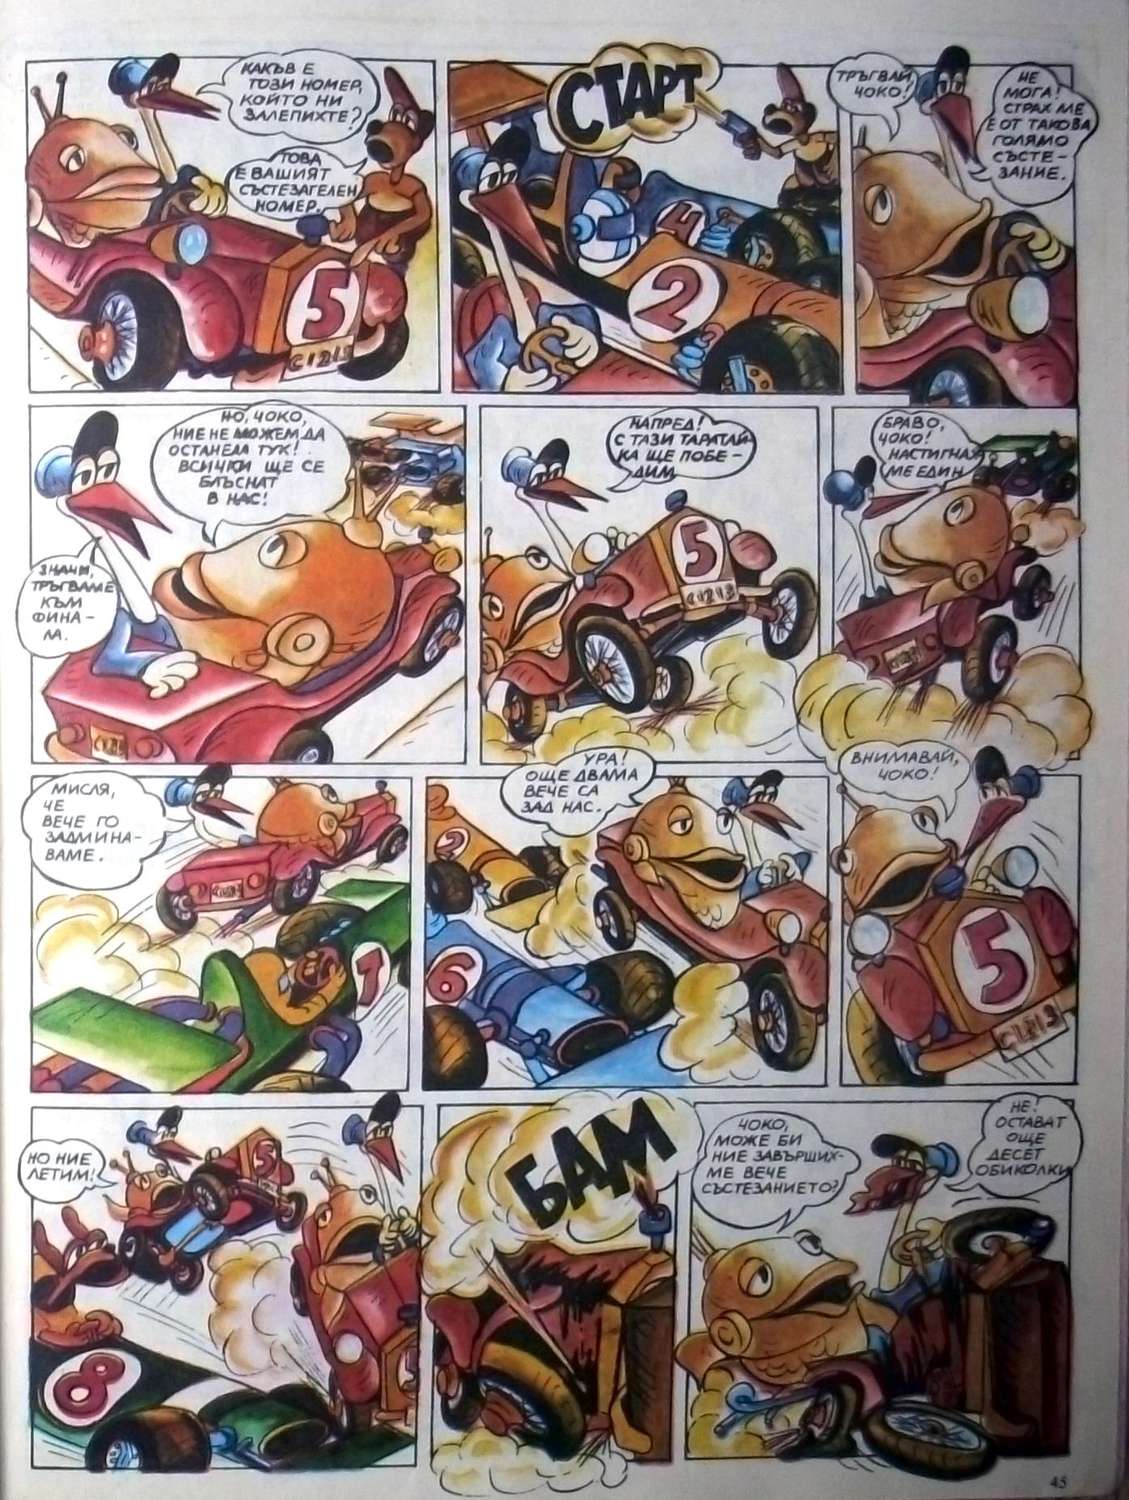 КАКЪВ Е
ТОЗИ НОМЕР,
КОЙТО НИ
ЗАЛЕПИХТЕ?
ТОВА
Е ВАШИЯТ
СЪСТЕЗАТЕЛЕН
НОМЕР.
5
С1213
СТАРТ
4
2
ТРЪГВАЙ,
ЧОКО!
НЕ
МОГА!
СТРАХ МЕ
Е ОТ ТАКОВА
ГОЛЯМО
СЪСТЕ-
ЗАНИЕ.
НО, ЧОКО,
НИЕ НЕ МОЖЕМ ДА
ОСТАНЕМ ТУК!
ВСИЧКИ ЩЕ СЕ
БЛЪСНАТ
В НАС!
ЗНАЧИ,
ТРЪГВАМЕ
КЪМ
ФИНА-
ЛА.
НАПРЕД!
С ТАЗИ ТАРАТАЙ-
КА ЩЕ ПОБЕ-
ДИМ
5
С1213
БРАВО,
ЧОКО!
НАСТИГНАХ-
МЕ ЕДИН
МИСЛЯ,
ЧЕ
ВЕЧЕ ГО
ЗАДМИНА-
ВАМЕ.
1
УРА!
ОЩЕ ДВАМА
ВЕЧЕ СА
ЗАД НАС.
2
6
ВНИМАВАЙ,
ЧОКО!
5
С1213
НО НИЕ
ЛЕТИМ!
5
8
БАМ
ЧОКО,
МОЖЕ БИ
НИЕ ЗАВЪРШИХ-
МЕ ВЕЧЕ
СЪСТЕЗАНИЕТО?
НЕ!
ОСТАВАТ
ОЩЕ
ДЕСЕТ
ОБИКОЛКИ
45